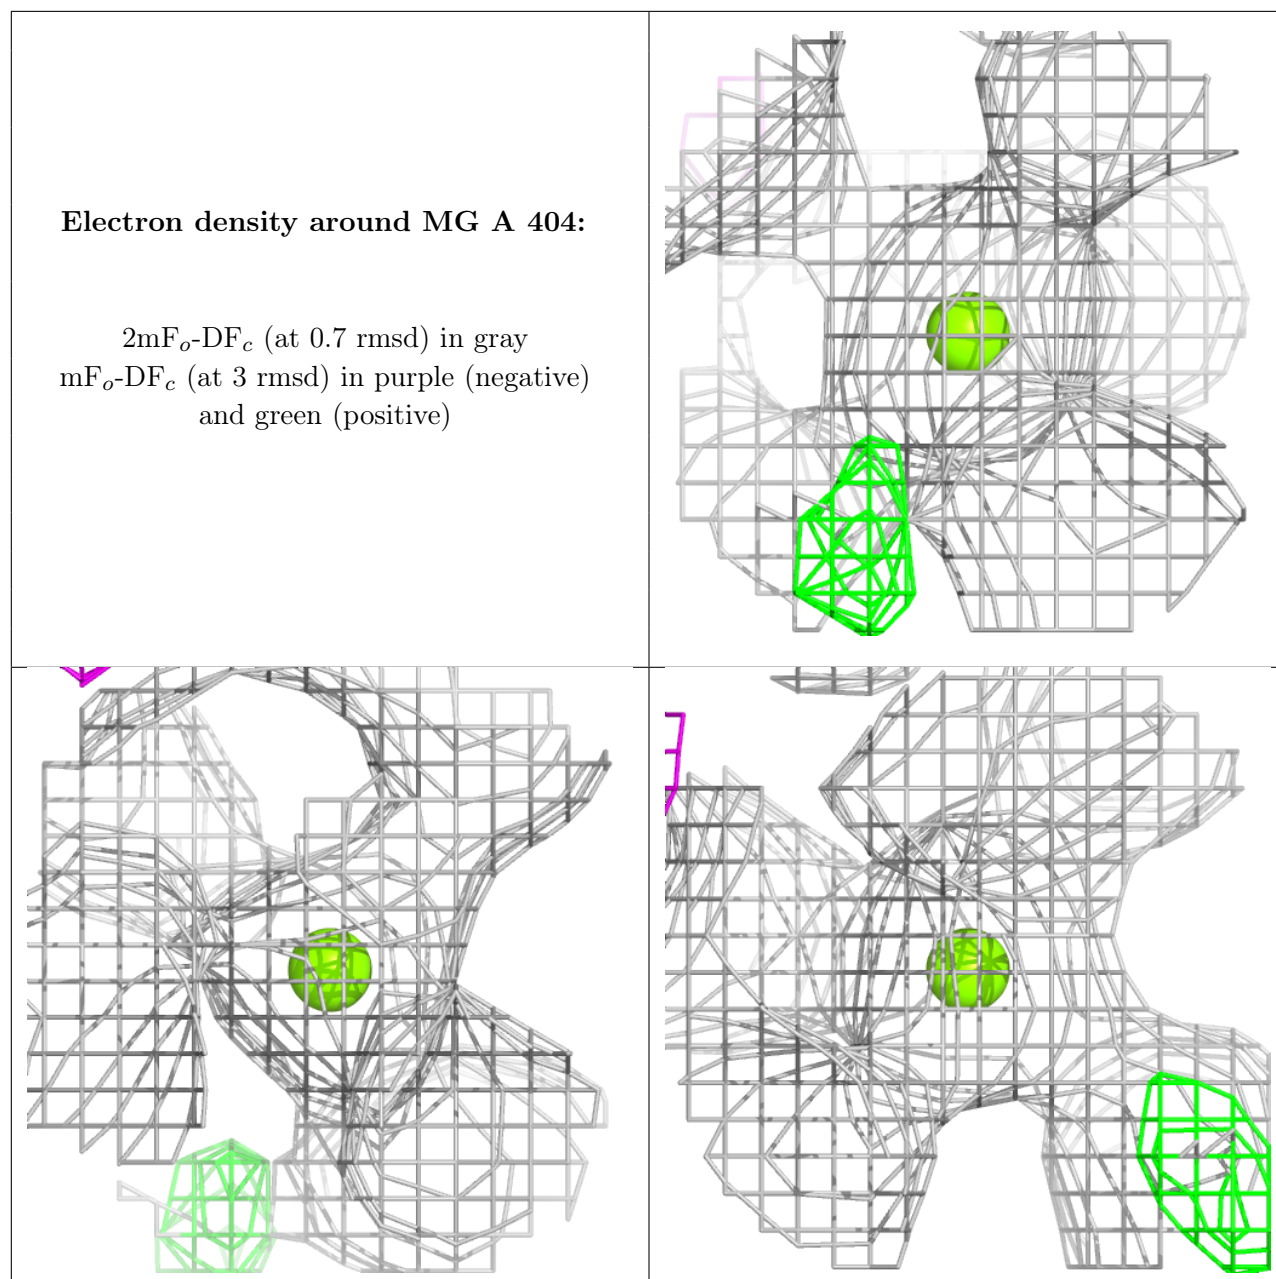 Electron density around MG A 404:
2mFo-DFc (at 0.7 rmsd) in gray
mFo-DFc (at 3 rmsd) in purple (negative)
and green (positive)